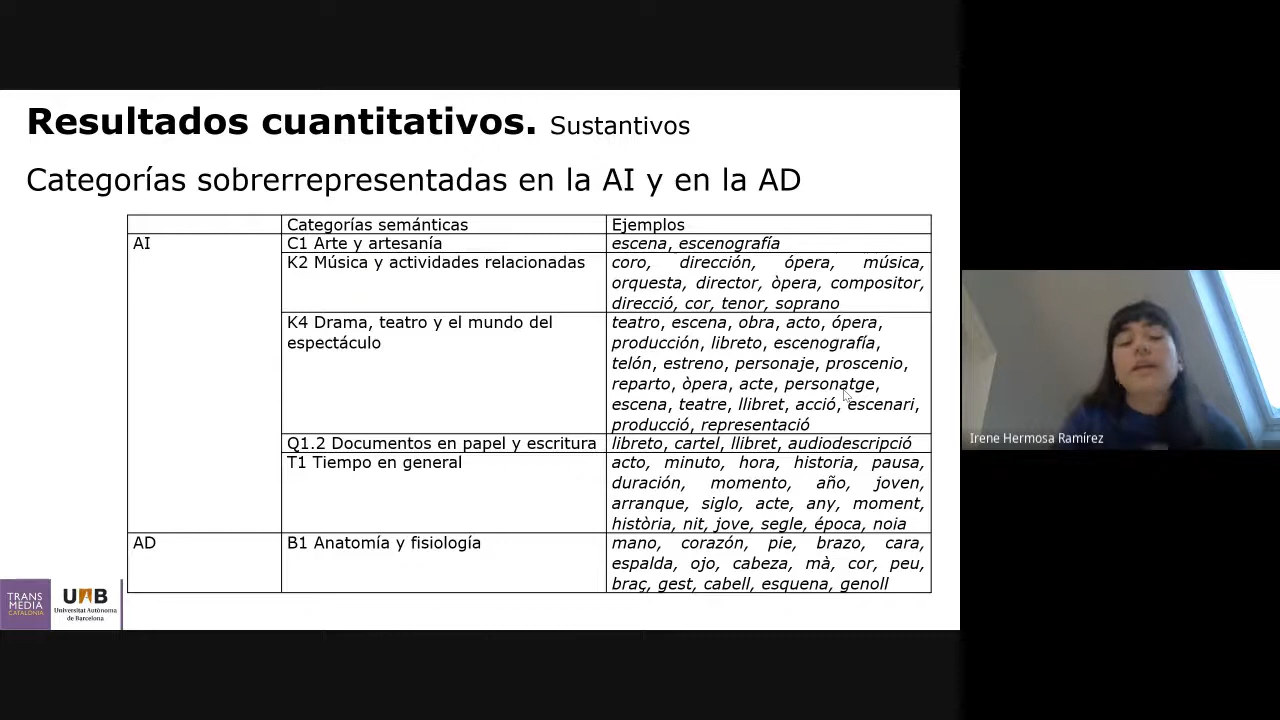 Resultados cuantitativos. Sustantivos
Categorías sobrerrepresentadas en la AI y en la AD
Categorías semánticas
Ejemplos
AI
C1 Arte y artesanía
escena, escenografía
K2 Música y actividades relacionadas
coro, dirección, ópera, música,
orquesta, director, òpera, compositor,
direcció, cor, tenor, soprano
K4 Drama, teatro y el mundo del
espectáculo
teatro, escena, obra, acto, ópera,
producción, libreto, escenografía,
telón, estreno, personaje, proscenio,
reparto, òpera, acte, personatge,
escena, teatre, llibret, acció, escenari,
producció, representació
Q1.2 Documentos en papel y escritura
libreto, cartel, llibret, audiodescripció
T1 Tiempo en general
acto, minuto, hora, historia, pausa,
duración, momento, año, joven,
arranque, siglo, acte, any, moment,
història, nit, jove, segle, época, noia
AD
B1 Anatomía y fisiología
mano, corazón, pie, brazo, cara,
espalda, ojo, cabeza, mà, cor, peu,
braç, gest, cabell, esquena, genoll
TRANS
MEDIA
CATALONIA
UAB
Universitat Autònoma
de Barcelona
Irene Hermosa Ramírez